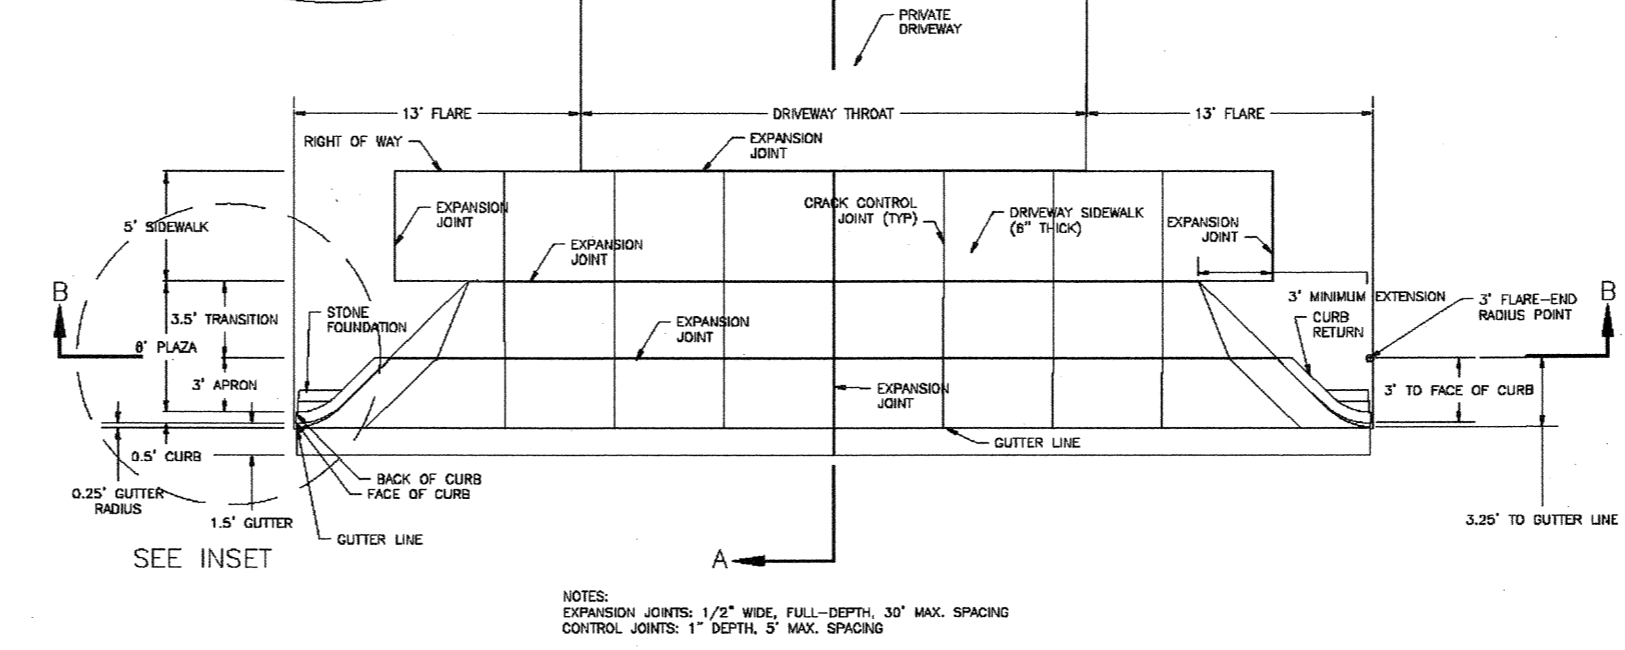 PRIVATE
DRIVEWAY
13' FLARE
DRIVEWAY THROAT
13' FLARE
RIGHT OF WAY
EXPANSION
JOINT
5' SIDEWALK
EXPANSION
JOINT
EXPANSION
JOINT
CRACK CONTROL
JOINT (TYP)
DRIVEWAY SIDEWALK
(6" THICK)
EXPANSION
JOINT
B
3.5' TRANSITION
STONE
FOUNDATION
8' PLAZA
3' APRON
EXPANSION
JOINT
3' MINIMUM EXTENSION
CURB
RETURN
3' FLARE-END
RADIUS POINT
B
EXPANSION
JOINT
3' TO FACE OF CURB
GUTTER LINE
0.5' CURB
BACK OF CURB
FACE OF CURB
0.25' GUTTER
RADIUS
1.5' GUTTER
GUTTER LINE
3.25' TO GUTTER LINE
SEE INSET
A
NOTES:
EXPANSION JOINTS: 1/2" WIDE, FULL-DEPTH, 30' MAX. SPACING
CONTROL JOINTS: 1" DEPTH, 5' MAX. SPACING